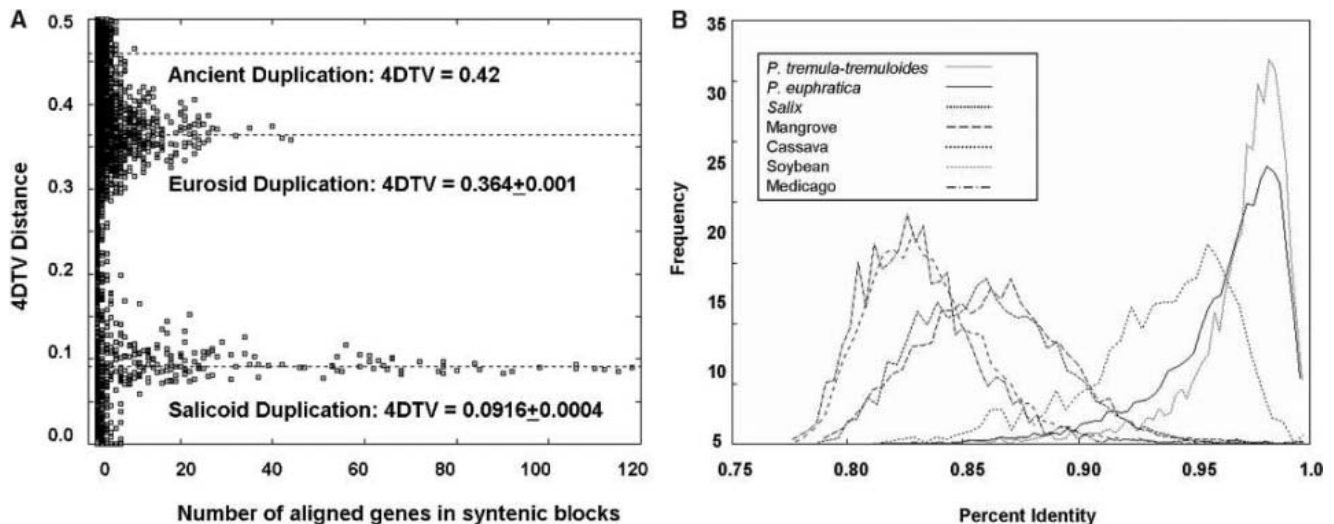 A
0.5
0.4
0.3
0.2
0.1
0.0
4DTV Distance
Ancient Duplication: 4DTV = 0.42
Eurosid Duplication: 4DTV = 0.364±0.001
Salicoid Duplication: 4DTV = 0.0916±0.0004
0 20 40 60 80 100 120
Number of aligned genes in syntenic blocks
B
35
30
25
20
15
10
5
Frequency
P. tremula-tremuloides
P. euphratica
Salix
Mangrove
Cassava
Soybean
Medicago
0.75 0.80 0.85 0.90 0.95 1.0
Percent Identity